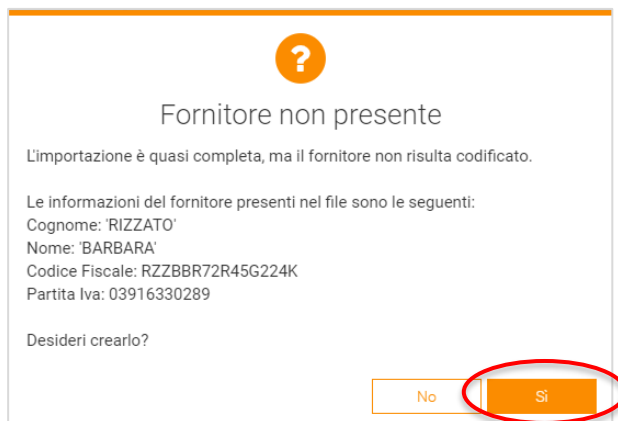 ?
Fornitore non presente
L'importazione è quasi completa, ma il fornitore non risulta codificato.
Le informazioni del fornitore presenti nel file sono le seguenti:
Cognome: 'RIZZATO'
Nome: 'BARBARA'
Codice Fiscale: RZZBBR72R45G224K
Partita Iva: 03916330289
Desideri crearlo?
No
Sì